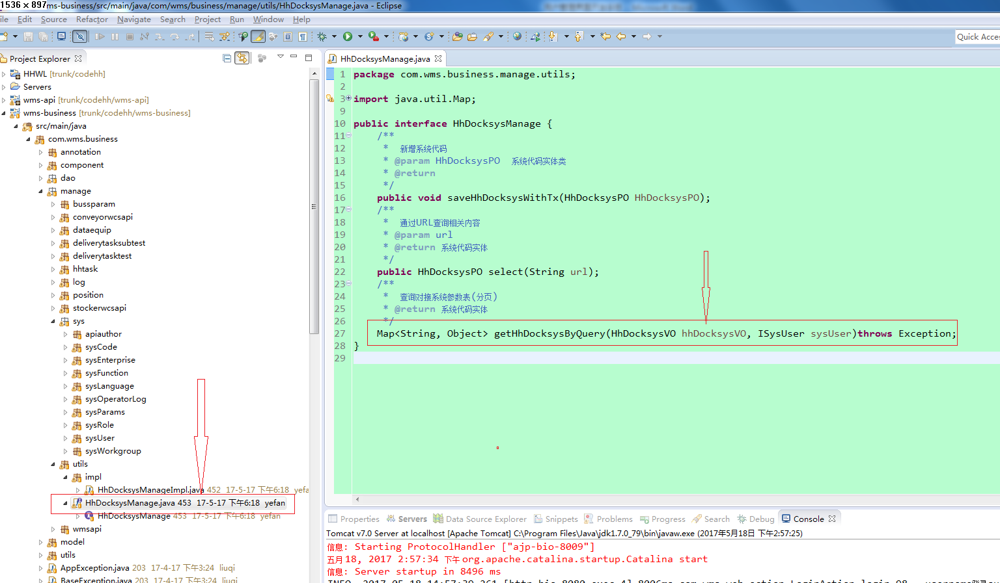 1536 × 897
ms-business/src/main/java/com/wms/business/manage/utils/HhDocksysManage.java - Eclipse
ile Edit Source Refactor Navigate Search Project Run Window Help
Quick Acce
Project Explorer
HHWL [trunk/codehh]
Servers
wms-api [trunk/codehh/wms-api]
wms-business [trunk/codehh/wms-business]
src/main/java
com.wms.business
annotation
component
dao
manage
bussparam
conveyorwcsapi
dataequip
deliverytasksubtest
deliverytasktest
hhtask
log
position
stockerwcsapi
sys
apiauthor
sysCode
sysEnterprise
sysFunction
sysLanguage
sysOperatorLog
sysParams
sysRole
sysUser
sysWorkgroup
utils
impl
HhDocksysManageImpl.java 452 17-5-17 下午6:18 yefa
HhDocksysManage.java 453 17-5-17 下午6:18 yefan
HhDocksysManage 453 17-5-17 下午6:18 yefan
wmsapi
model
utils
AppException.java 203 17-4-17 下午3:24 liuqi
BaseException.java 203 17-4-17 下午3:24 liuqi
HhDocksysManage.java
1 package com.wms.business.manage.utils;
2
3 import java.util.Map;
9
10 public interface HhDocksysManage {
11 /**
12 * 新增系统代码
13 * @param HhDocksysPO 系统代码实体类
14 * @return
15 */
16 public void saveHhDocksysWithTx(HhDocksysPO HhDocksysPO);
17 /**
18 * 通过URL查询相关内容
19 * @param url
20 * @return 系统代码实体
21 */
22 public HhDocksysPO select(String url);
23 /**
24 * 查询对接系统参数表(分页)
25 * @return 系统代码实体
26 */
27 Map<String, Object> getHhDocksysByQuery(HhDocksysVO hhDocksysVO, ISysUser sysUser)throws Exception;
28 }
29
Properties Servers Data Source Explorer Snippets Problems Progress Search Debug Console
Tomcat v7.0 Server at localhost [Apache Tomcat] C:\Program Files\Java\jdk1.7.0_79\bin\javaw.exe (2017年5月18日 下午2:57:25)
信息: Starting ProtocolHandler ["ajp-bio-8009"]
五月 18, 2017 2:57:34 下午 org.apache.catalina.startup.Catalina start
信息: Server startup in 8496 ms